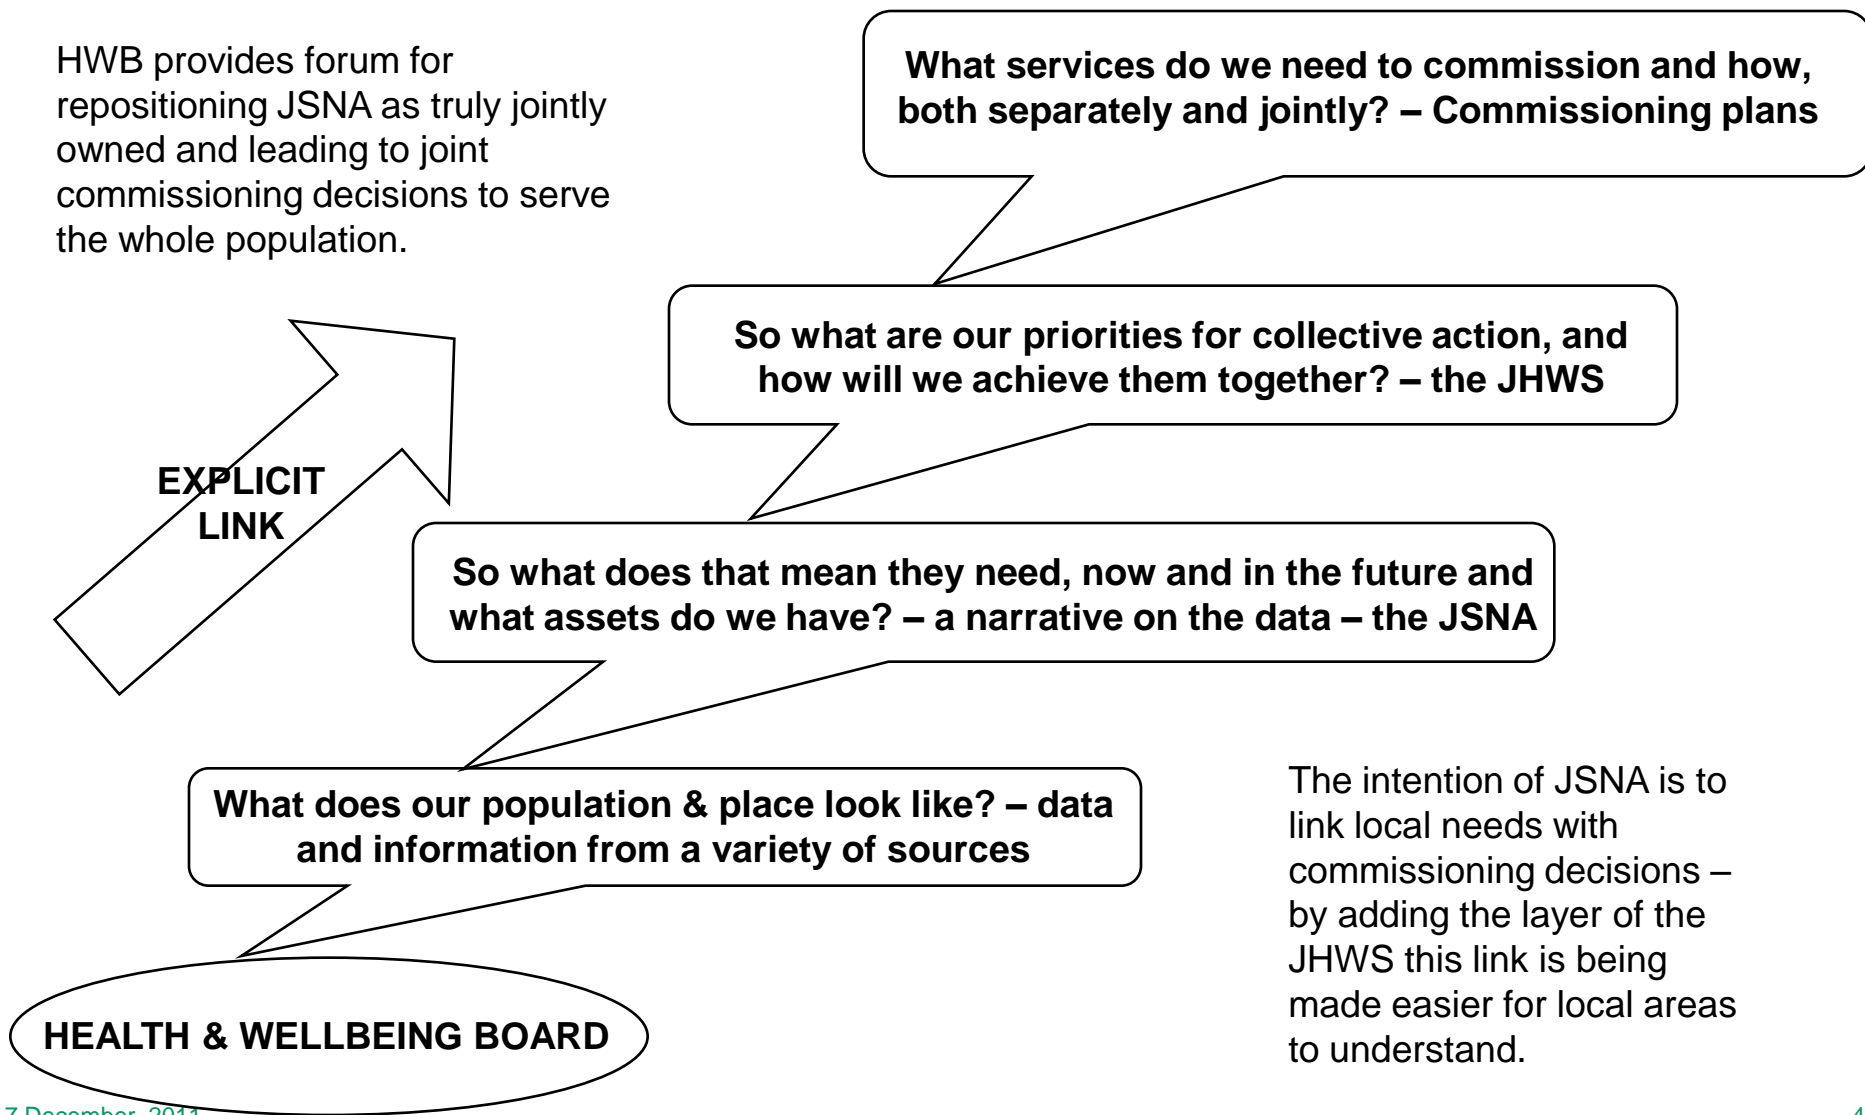 HWB provides forum for
repositioning JSNA as truly jointly
owned and leading to joint
commissioning decisions to serve
the whole population.
What services do we need to commission and how,
both separately and jointly? – Commissioning plans
So what are our priorities for collective action, and
how will we achieve them together? – the JHWS
EXPLICIT
LINK
So what does that mean they need, now and in the future and
what assets do we have? – a narrative on the data – the JSNA
What does our population & place look like? – data
and information from a variety of sources
The intention of JSNA is to
link local needs with
commissioning decisions –
by adding the layer of the
JHWS this link is being
made easier for local areas
to understand.
HEALTH & WELLBEING BOARD
7 December, 2011
4